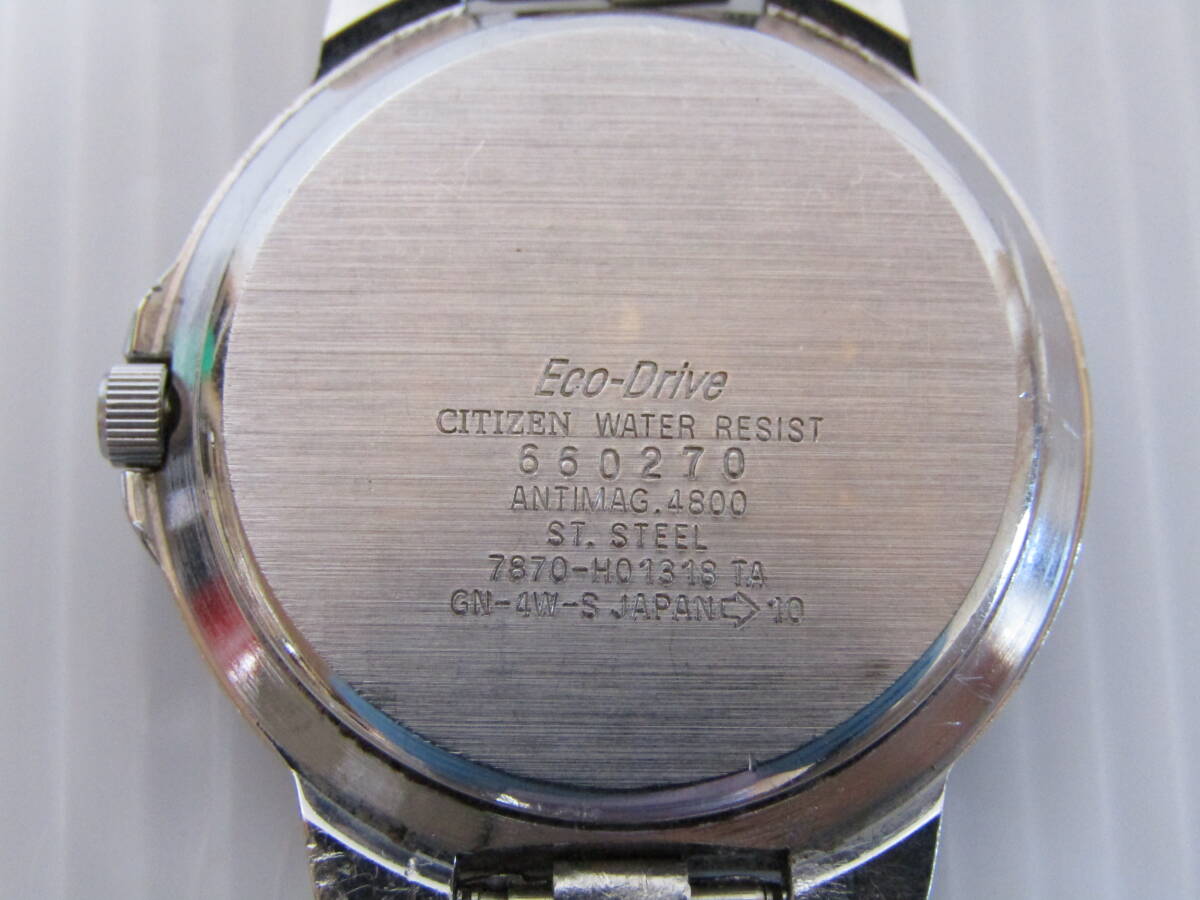 Eco-Drive
CITIZEN WATER RESIST
660270
ANTIMAG.4800
ST. STEEL
7870-H01318 TA
GN-4W-S JAPAN⇨10